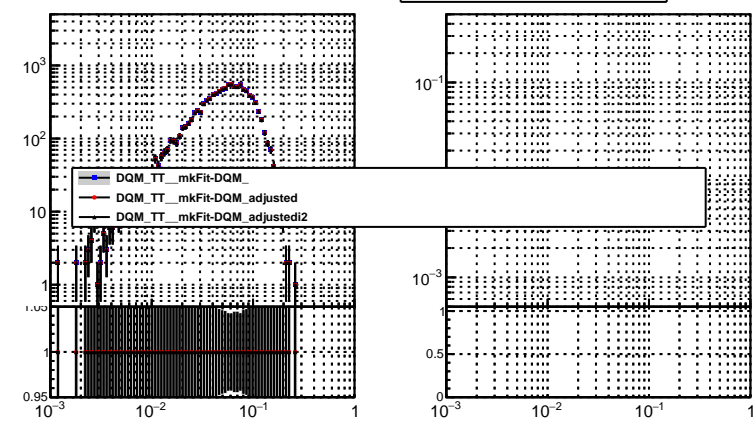 10³
10²
10
1
10⁻¹
10⁻³
DQM_TT__mkFit-DQM_
DQM_TT__mkFit-DQM_adjusted
DQM_TT__mkFit-DQM_adjustedi2
1.05
1
0.95
1
0.5
0
10⁻³ 10⁻² 10⁻¹ 1
10⁻³ 10⁻² 10⁻¹ 1